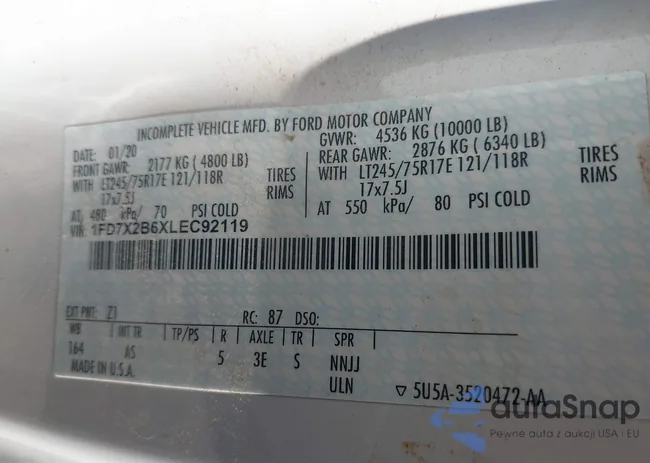 INCOMPLETE VEHICLE MFD. BY FORD MOTOR COMPANY
DATE: 01/20 GVWR: 4536 KG (10000 LB)
FRONT GAWR: 2177 KG (4800 LB) REAR GAWR: 2876 KG (6340 LB)
WITH LT245/75R17E 121/118R TIRES WITH LT245/75R17E 121/118R TIRES
17x7.5J RIMS 17x7.5J RIMS
AT 480 kPa/ 70 PSI COLD AT 550 kPa/ 80 PSI COLD
VIN: 1FD7X2B6XLEC92119
EXT PNT: Z1 RC: 87 DSO:
WB INT TR TP/PS R AXLE TR SPR
164 AS 5 3E S NNJJ
MADE IN U.S.A. ULN ▽ 5U5A-3520472-AA
autoSnap
Pewne auta z aukcji USA i EU